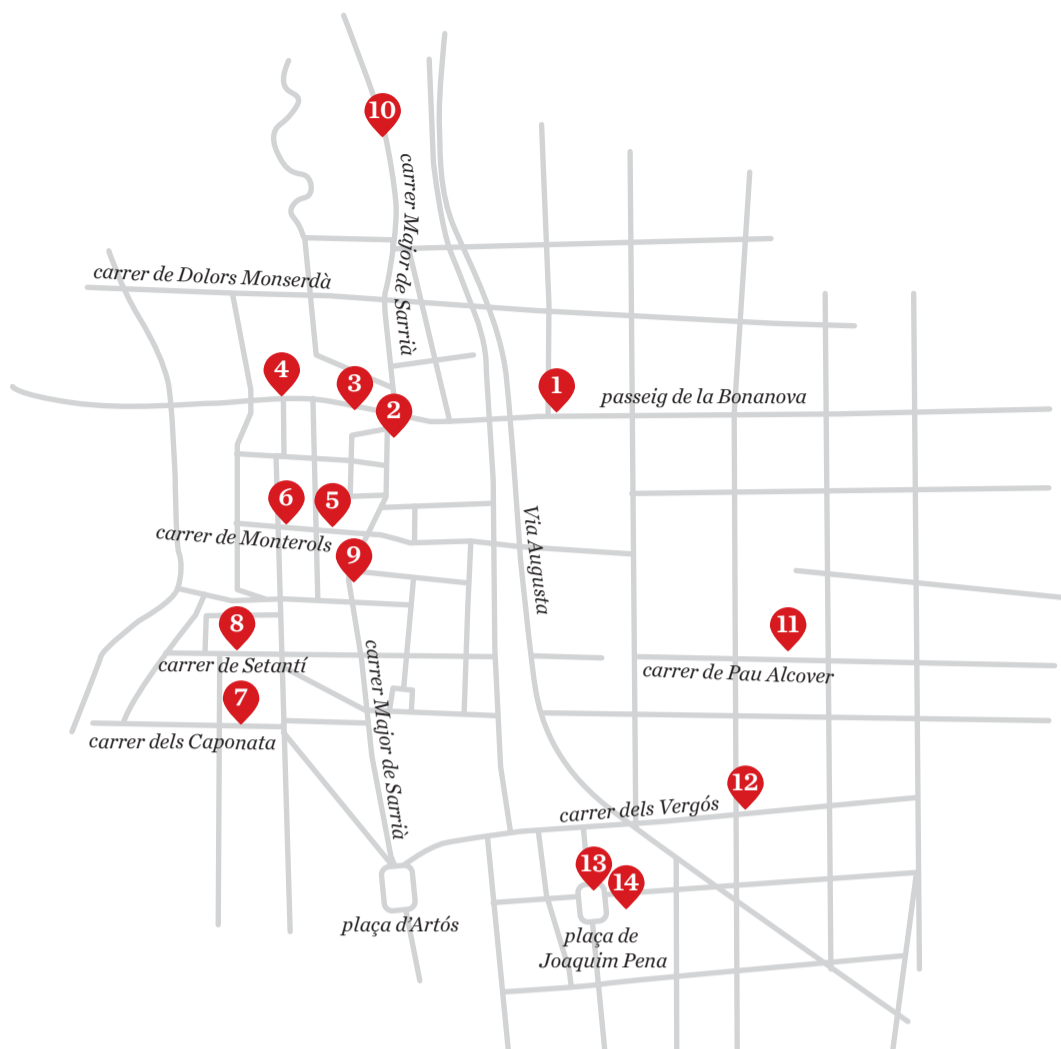 10
carrer Major de Sarrià
carrer de Dolors Monserdà
4
3
1
2
passeig de la Bonanova
6
5
carrer de Monterols
9
Via Augusta
8
11
carrer de Setantí
carrer de Pau Alcover
7
carrer Major de Sarrià
carrer dels Caponata
12
carrer dels Vergós
13
14
plaça d'Artós
plaça de
Joaquim Pena